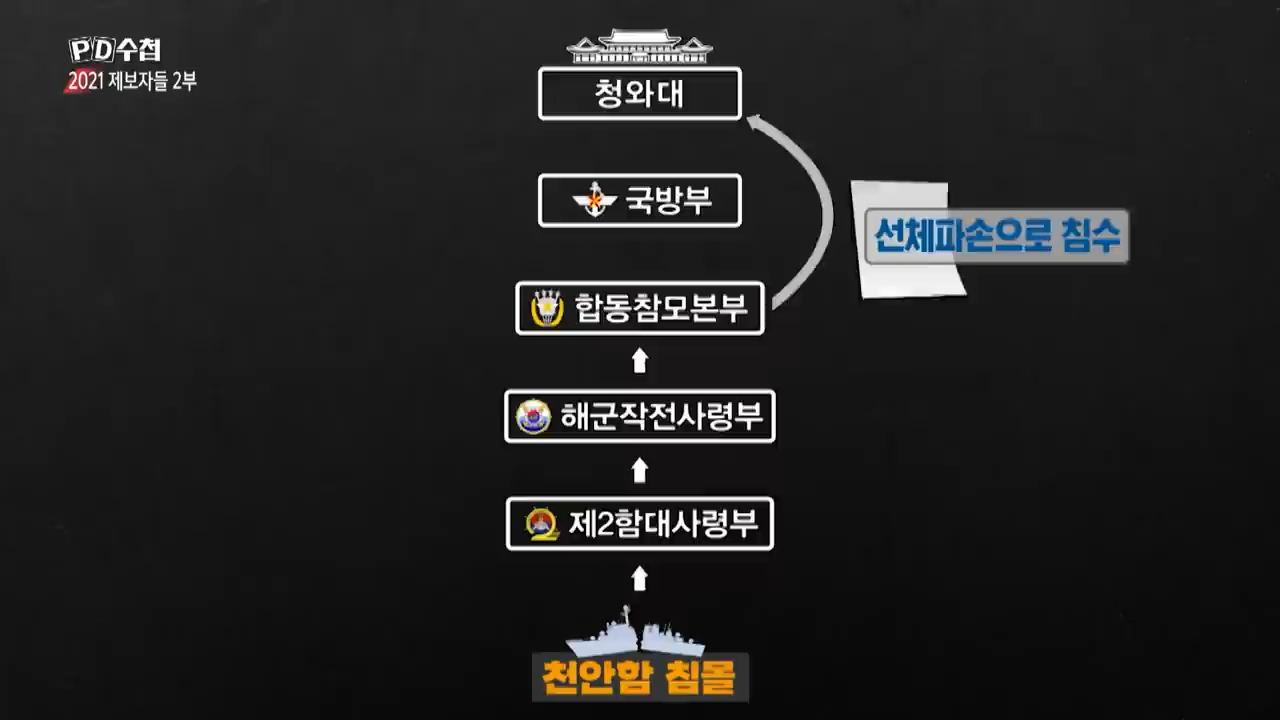 PD수첩
2021 제보자들 2부
청와대
국방부
선체파손으로 침수
합동참모본부
해군작전사령부
제2함대사령부
천안함 침몰